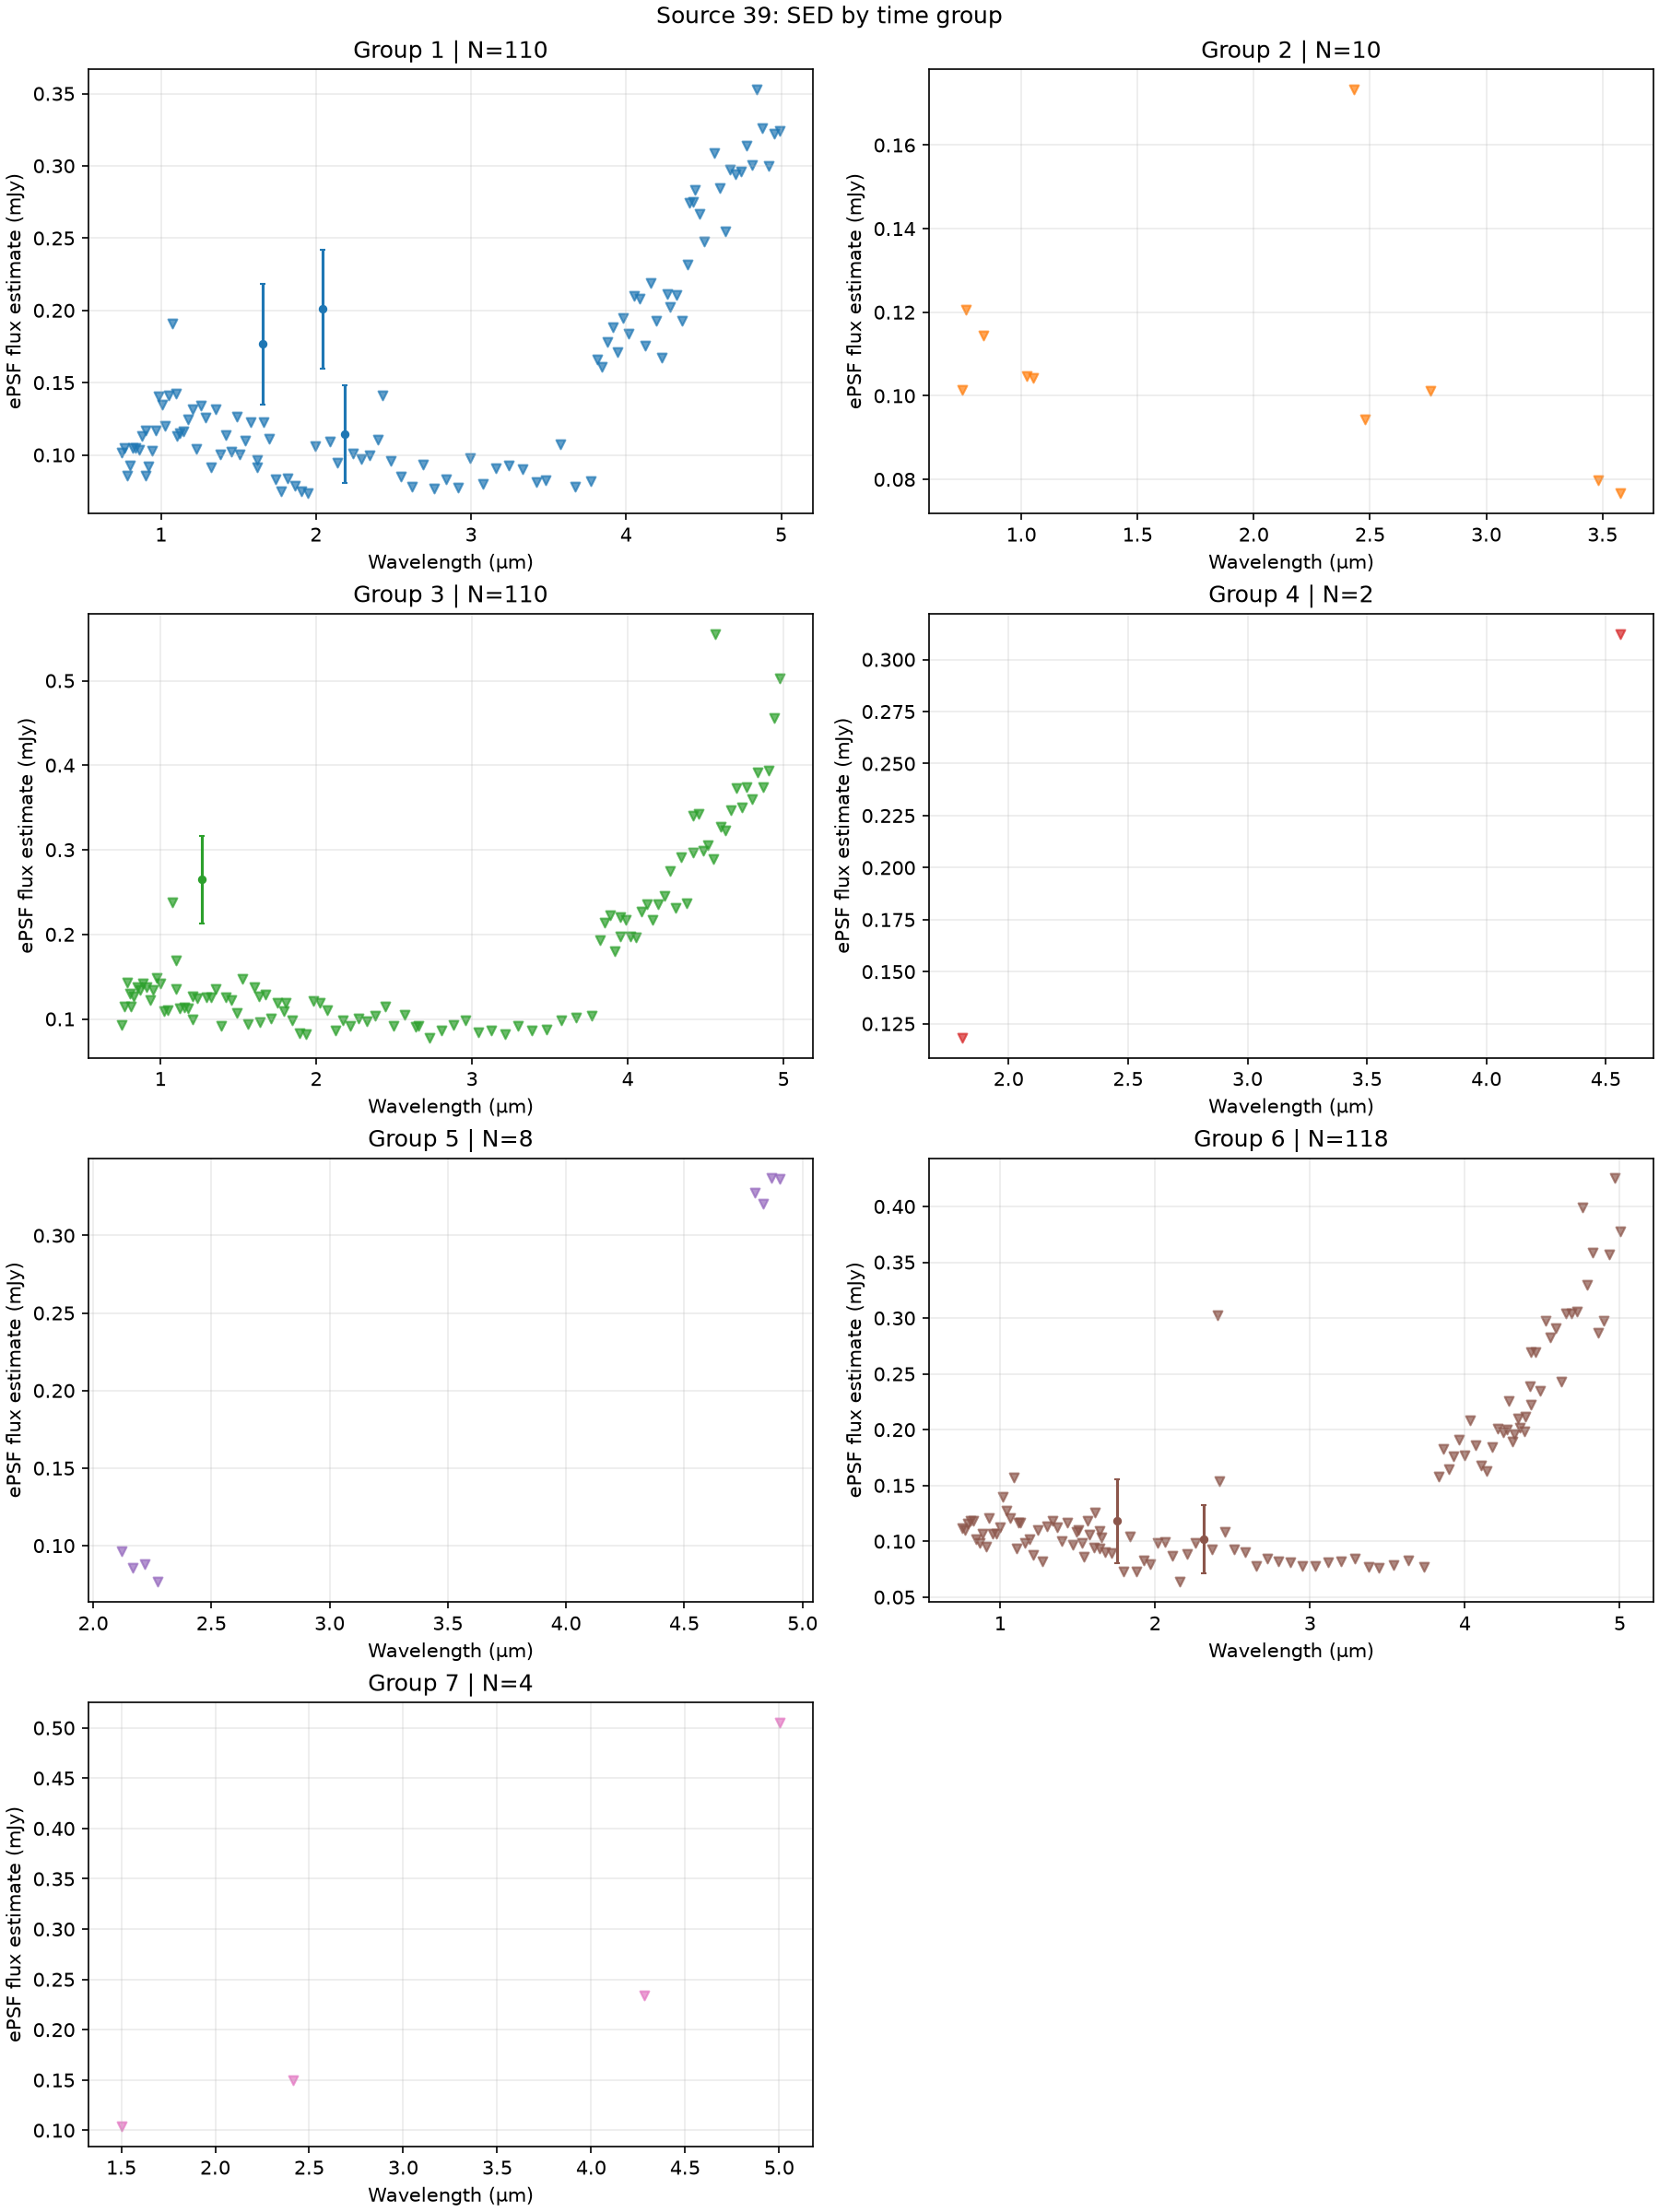 Source 39: SED by time group
Group 1 | N=110
ePSF flux estimate (mJy)
0.35
0.30
0.25
0.20
0.15
0.10
1 2 3 4 5
Wavelength (µm)
Group 2 | N=10
ePSF flux estimate (mJy)
0.16
0.14
0.12
0.10
0.08
1.0 1.5 2.0 2.5 3.0 3.5
Wavelength (µm)
Group 3 | N=110
ePSF flux estimate (mJy)
0.5
0.4
0.3
0.2
0.1
1 2 3 4 5
Wavelength (µm)
Group 4 | N=2
ePSF flux estimate (mJy)
0.300
0.275
0.250
0.225
0.200
0.175
0.150
0.125
2.0 2.5 3.0 3.5 4.0 4.5
Wavelength (µm)
Group 5 | N=8
ePSF flux estimate (mJy)
0.30
0.25
0.20
0.15
0.10
2.0 2.5 3.0 3.5 4.0 4.5 5.0
Wavelength (µm)
Group 6 | N=118
ePSF flux estimate (mJy)
0.40
0.35
0.30
0.25
0.20
0.15
0.10
0.05
1 2 3 4 5
Wavelength (µm)
Group 7 | N=4
ePSF flux estimate (mJy)
0.50
0.45
0.40
0.35
0.30
0.25
0.20
0.15
0.10
1.5 2.0 2.5 3.0 3.5 4.0 4.5 5.0
Wavelength (µm)